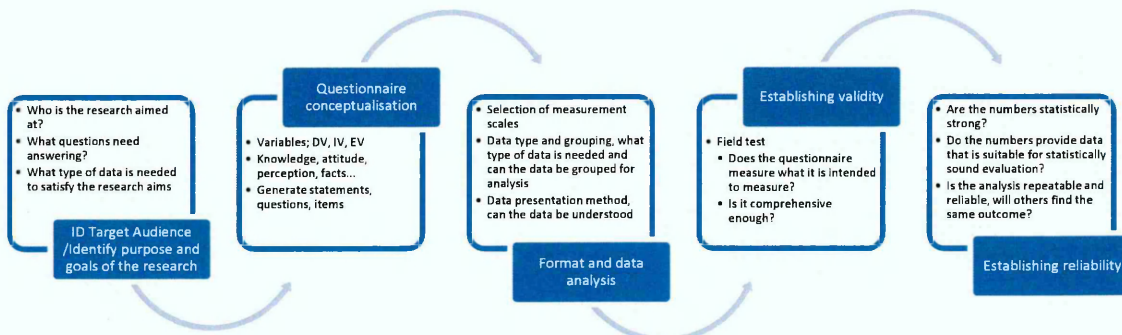 • Who is the research aimed
at?
• What questions need
answering?
• What type of data is needed
to satisfy the research aims
ID Target Audience
/Identify purpose and
goals of the research
Questionnaire
conceptualisation
• Variables; DV, IV, EV
• Knowledge, attitude,
perception, facts...
• Generate statements,
questions, items
• Selection of measurement
scales
• Data type and grouping, what
type of data is needed and
can the data be grouped for
analysis
• Data presentation method,
can the data be understood
Format and data
analysis
Establishing validity
• Field test
▪ Does the questionnaire
measure what it is intended
to measure?
▪ Is it comprehensive
enough?
• Are the numbers statistically
strong?
• Do the numbers provide data
that is suitable for statistically
sound evaluation?
• Is the analysis repeatable and
reliable, will others find the
same outcome?
Establishing reliability